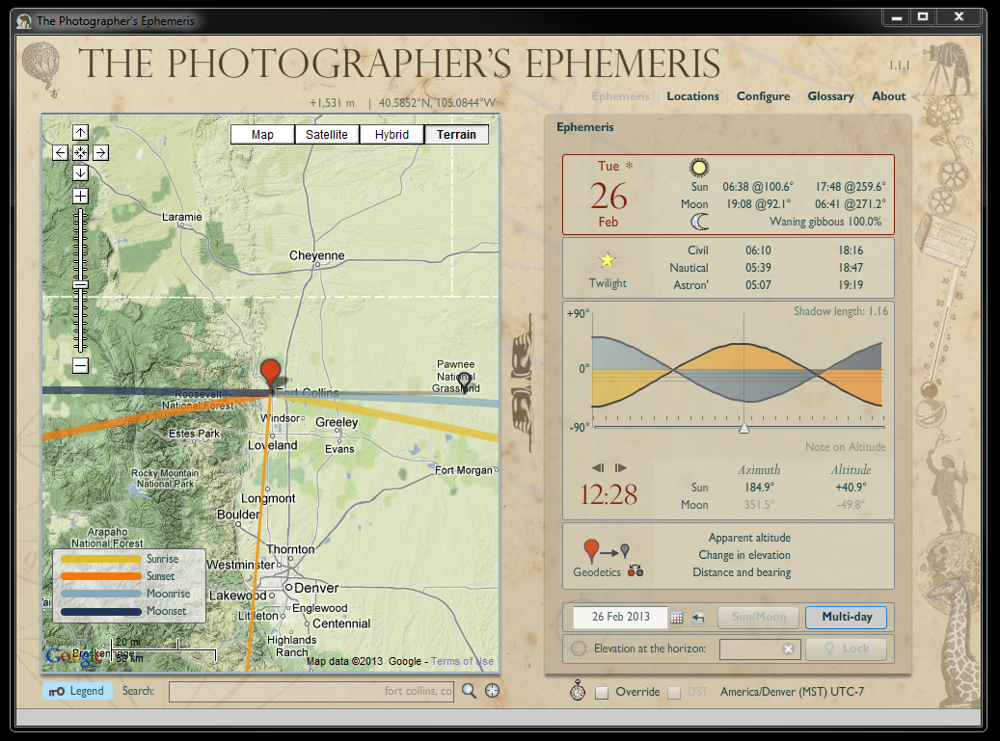 The Photographer's Ephemeris
THE PHOTOGRAPHER'S EPHEMERIS
1.1.1
+1,531 m | 40.5852°N, 105.0844°W
Ephemeris Locations Configure Glossary About
Map Satellite Hybrid Terrain
Laramie
Cheyenne
Pawnee
National
Grassland
Roosevelt
National Forest
Fort Collins
Windsor
Greeley
Estes Park
Loveland
Evans
Fort Morgan
Rocky Mountain
National Park
Longmont
Boulder
Arapaho
National Forest
Thornton
Westminster
Denver
Lakewood
Englewood
Littleton
Centennial
Highlands
Ranch
Breckenridge
Sunrise
Sunset
Moonrise
Moonset
POWERED BY
Google
20 mi
Map data ©2013 Google - Terms of Use
Legend Search: fort collins, co
Ephemeris
Tue *
26
Feb
Sun 06:38 @100.6° 17:48 @259.6°
Moon 19:08 @92.1° 06:41 @271.2°
Waning gibbous 100.0%
Twilight
Civil 06:10 18:16
Nautical 05:39 18:47
Astron' 05:07 19:19
Shadow length: 1.16
+90°
0°
-90°
Note on Altitude
12:28
Azimuth Altitude
Sun 184.9° +40.9°
Moon 351.5° -49.8°
Geodetics
Apparent altitude
Change in elevation
Distance and bearing
26 Feb 2013 Sun/Moon Multi-day
Elevation at the horizon: Lock
Override DST America/Denver (MST) UTC-7